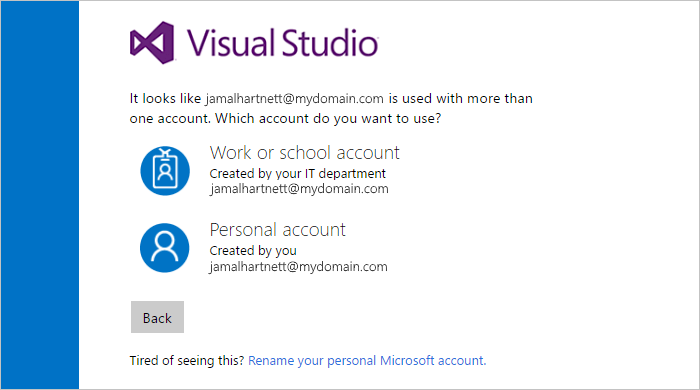 Visual Studio
It looks like jamalhartnett@mydomain.com is used with more than
one account. Which account do you want to use?
Work or school account
Created by your IT department
jamalhartnett@mydomain.com
Personal account
Created by you
jamalhartnett@mydomain.com
Back
Tired of seeing this? Rename your personal Microsoft account.